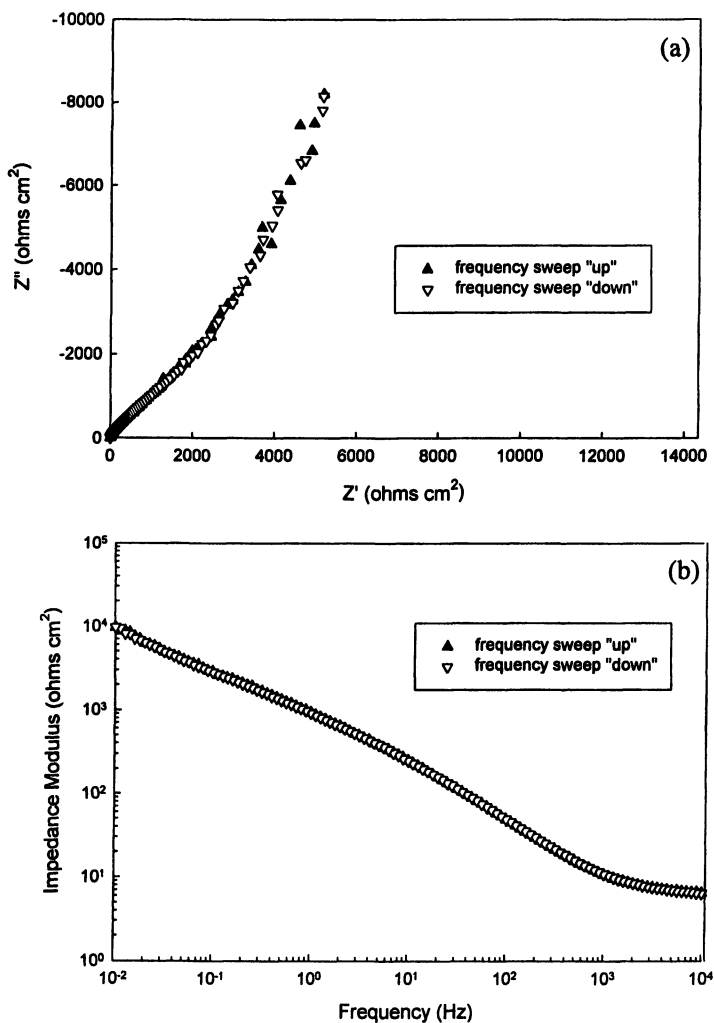 (a)
-10000
-8000
-6000
-4000
-2000
0
Z" (ohms cm²)
▲ frequency sweep "up"
▽ frequency sweep "down"
0 2000 4000 6000 8000 10000 12000 14000
Z' (ohms cm²)
(b)
10⁵
10⁴
10³
10²
10¹
10⁰
Impedance Modulus (ohms cm²)
▲ frequency sweep "up"
▽ frequency sweep "down"
10⁻² 10⁻¹ 10⁰ 10¹ 10² 10³ 10⁴
Frequency (Hz)